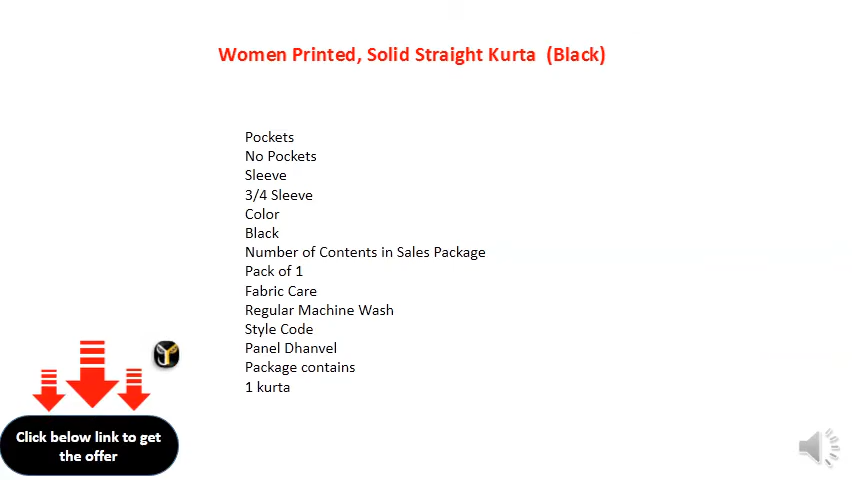 Women Printed, Solid Straight Kurta  (Black)
Pockets
No Pockets
Sleeve
3/4 Sleeve
Color
Black
Number of Contents in Sales Package
Pack of 1
Fabric Care
Regular Machine Wash
Style Code
Panel Dhanvel
Package contains
1 kurta
Click below link to get
the offer